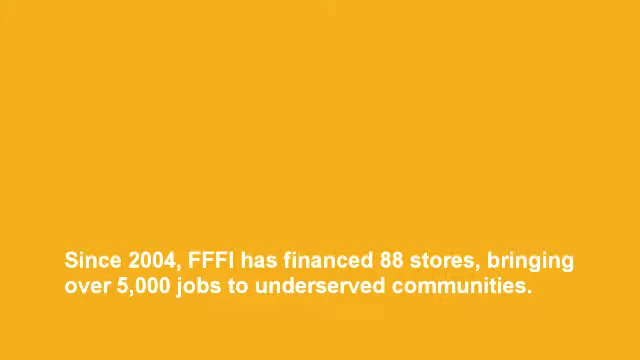 Since 2004, FFFI has financed 88 stores, bringing
over 5,000 jobs to underserved communities.